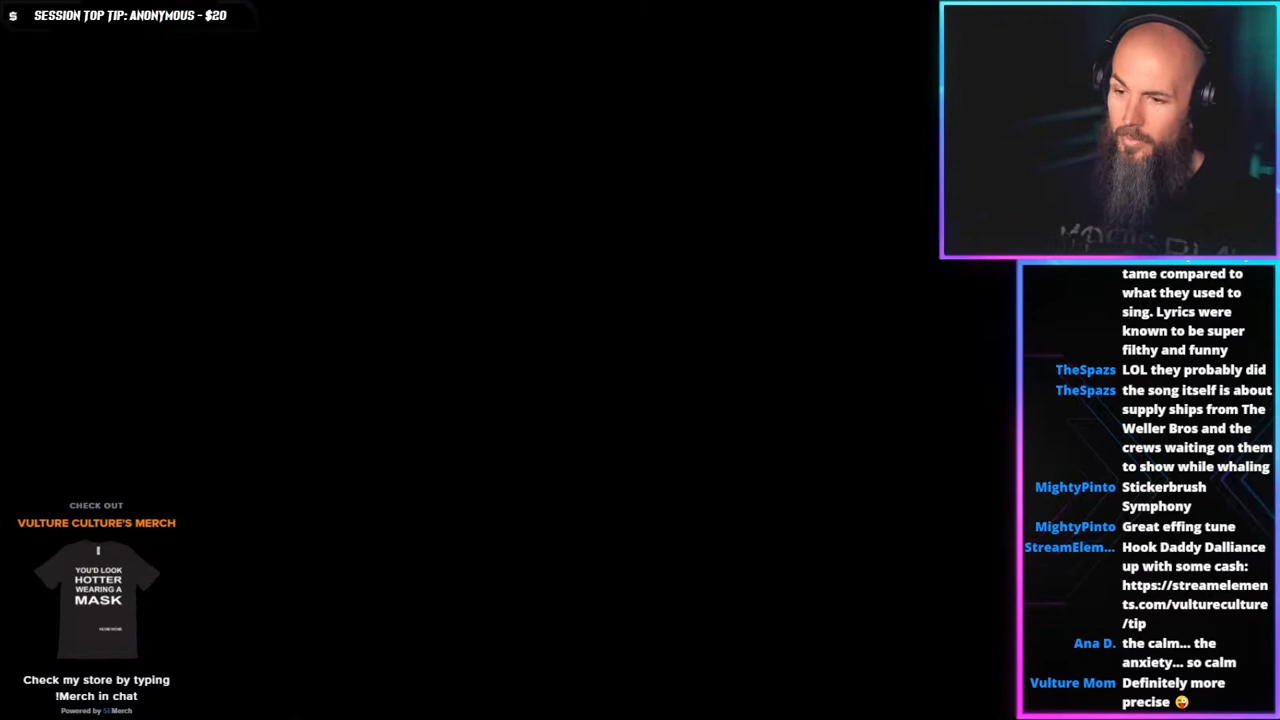 $ SESSION TOP TIP: ANONYMOUS - $20
tame compared to
what they used to
sing. Lyrics were
known to be super
filthy and funny
TheSpazs LOL they probably did
TheSpazs the song itself is about
supply ships from The
Weller Bros and the
crews waiting on them
to show while whaling
MightyPinto Stickerbrush
Symphony
MightyPinto Great effing tune
StreamElem... Hook Daddy Dalliance
up with some cash:
https://streamelemen
ts.com/vultureculture
/tip
Ana D. the calm... the
anxiety... so calm
Vulture Mom Definitely more
precise 😜
CHECK OUT
VULTURE CULTURE'S MERCH
YOU'D LOOK
HOTTER
WEARING A
MASK
Check my store by typing
!Merch in chat
Powered by SEMerch